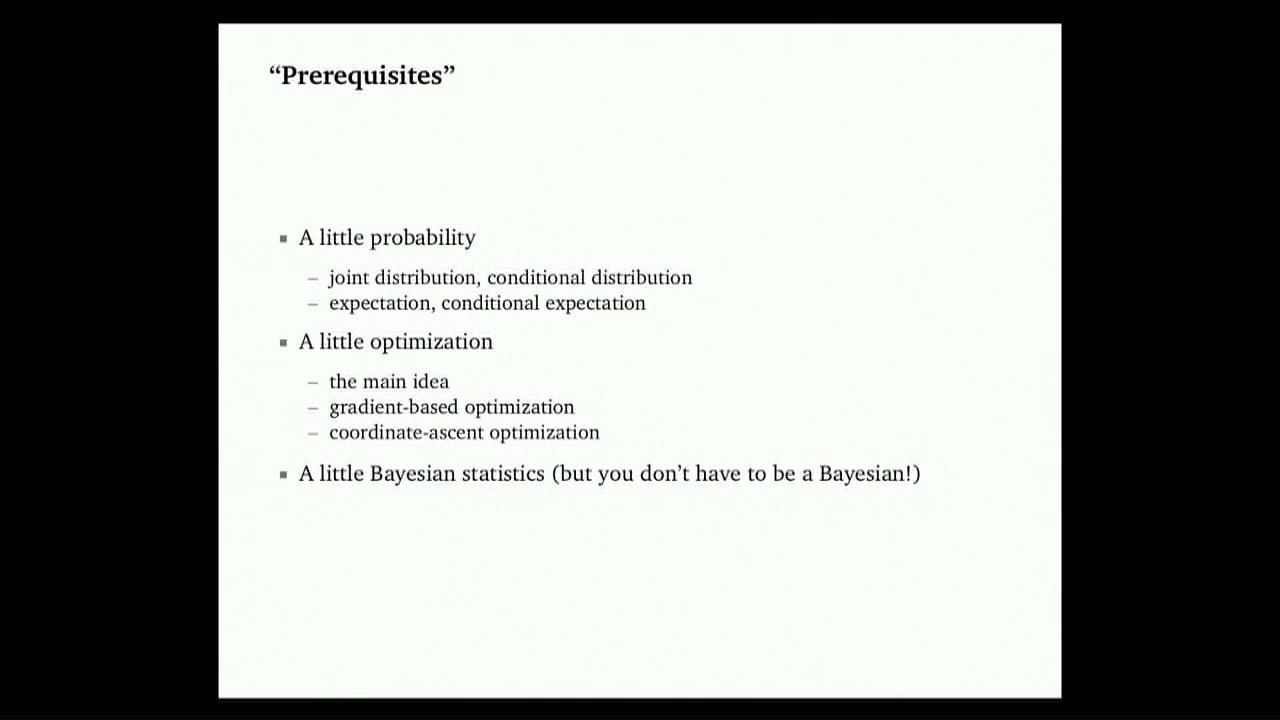 “Prerequisites”
▪ A little probability
– joint distribution, conditional distribution
– expectation, conditional expectation
▪ A little optimization
– the main idea
– gradient-based optimization
– coordinate-ascent optimization
▪ A little Bayesian statistics (but you don’t have to be a Bayesian!)